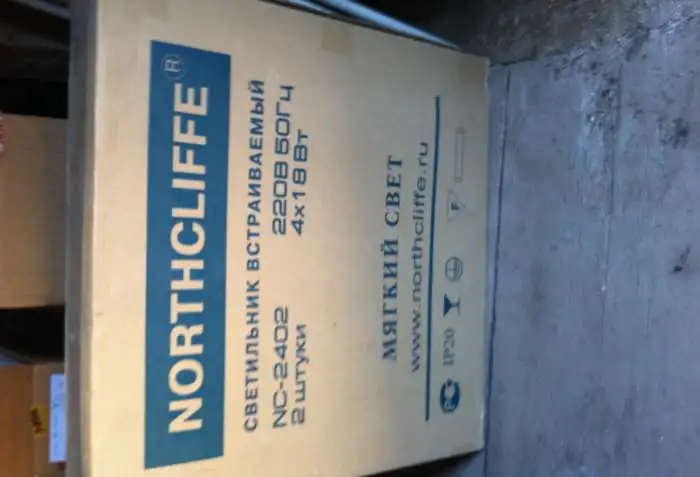 NORTHCLIFFE ®
СВЕТИЛЬНИК ВСТРАИВАЕМЫЙ
NC-2402 220В 50Гц
2 штуки 4x18 Вт
МЯГКИЙ СВЕТ
www.northcliffe.ru
IP20 F